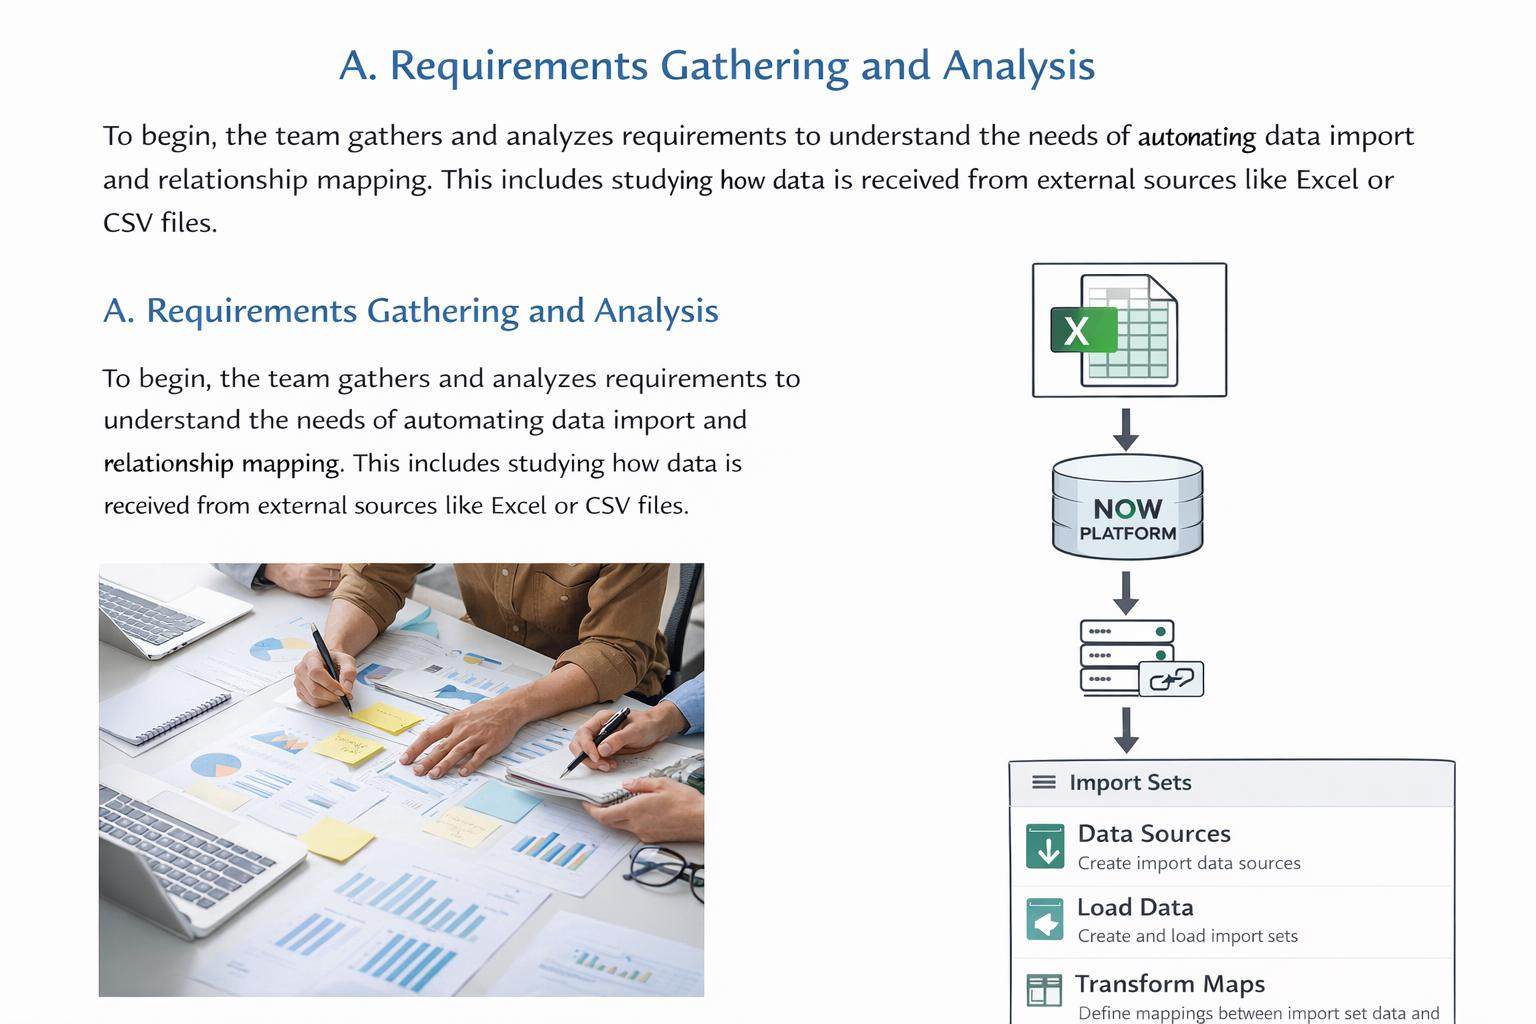 A. Requirements Gathering and Analysis
To begin, the team gathers and analyzes requirements to understand the needs of autonating data import
and relationship mapping. This includes studying how data is received from external sources like Excel or
CSV files.
A. Requirements Gathering and Analysis
To begin, the team gathers and analyzes requirements to
understand the needs of automating data import and
relationship mapping. This includes studying how data is
received from external sources like Excel or CSV files.
X
NOW
PLATFORM
Import Sets
Data Sources
Create import data sources
Load Data
Create and load import sets
Transform Maps
Define mappings between import set data and